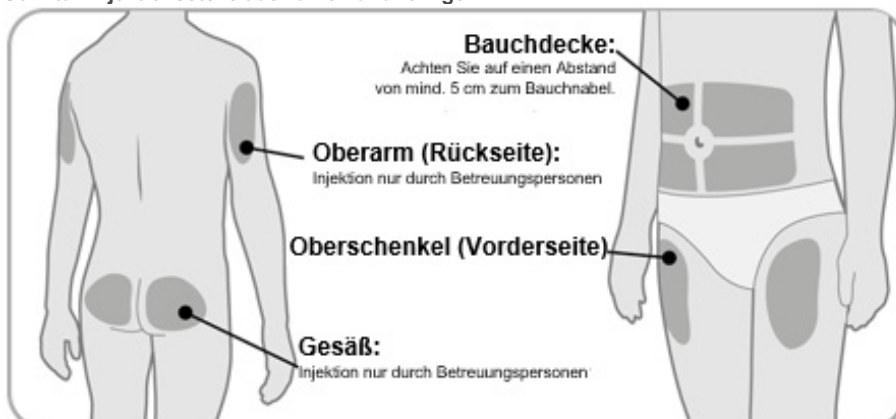 Bauchdecke:
Achten Sie auf einen Abstand
von mind. 5 cm zum Bauchnabel.
Oberarm (Rückseite):
Injektion nur durch Betreuungspersonen
Oberschenkel (Vorderseite)
Gesäß:
Injektion nur durch Betreuungspersonen